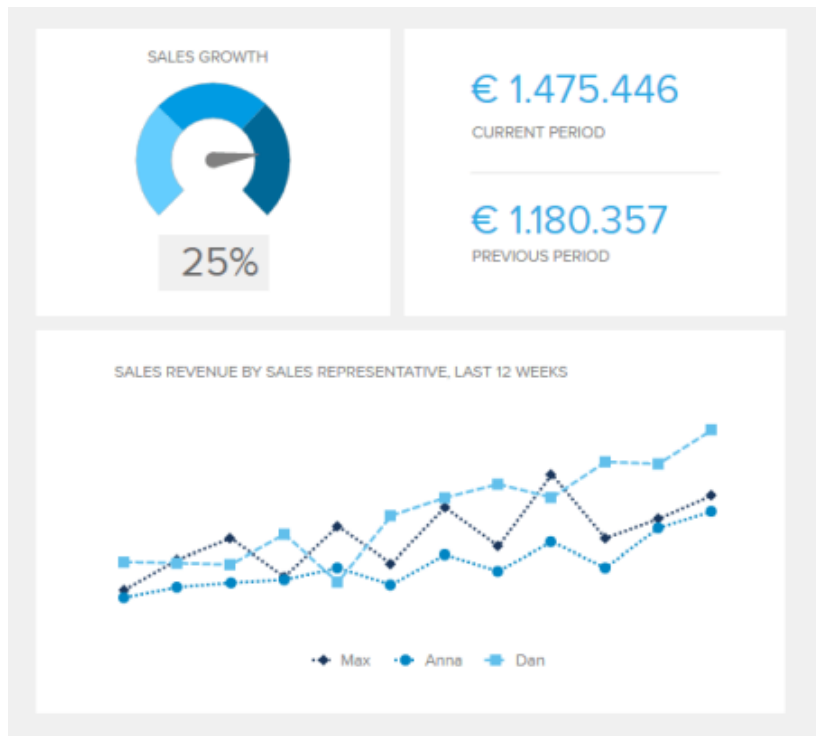 SALES GROWTH
25%
€ 1.475.446
CURRENT PERIOD
€ 1.180.357
PREVIOUS PERIOD
SALES REVENUE BY SALES REPRESENTATIVE, LAST 12 WEEKS
Max Anna Dan